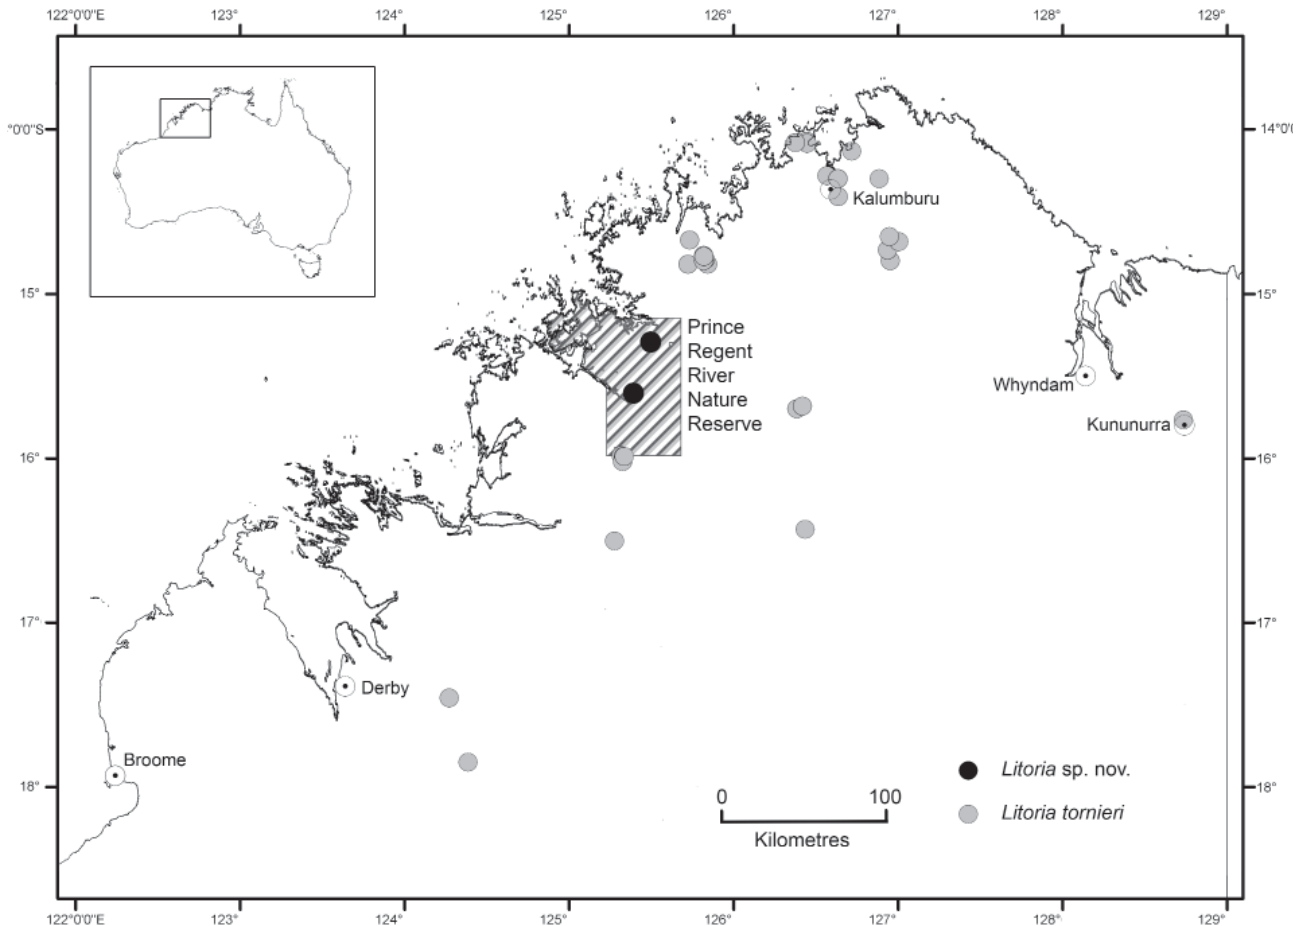 122°0'0"E 123° 124° 125° 126° 127° 128° 129°
°0'0"S 14°0'
Kalumburu
15° 15°
Prince
Regent
River
Nature
Reserve
Whyndam
Kununurra
16° 16°
17° 17°
Derby
Broome
Litoria sp. nov.
18° 18°
0 100
Litoria tornieri
Kilometres
122°0'0"E 123° 124° 125° 126° 127° 128° 129°